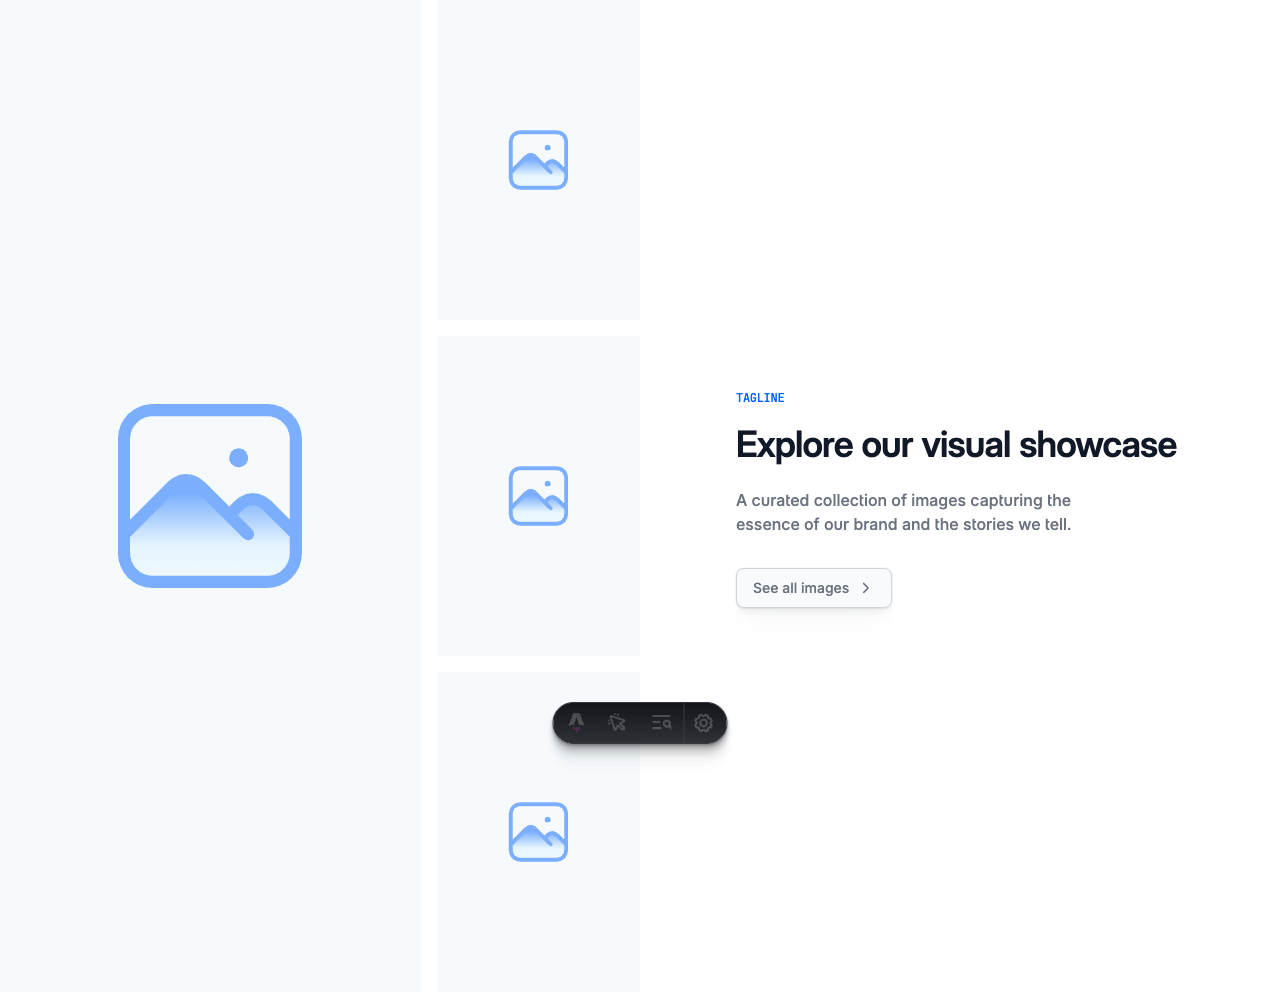 TAGLINE
Explore our visual showcase
A curated collection of images capturing the
essence of our brand and the stories we tell.
See all images